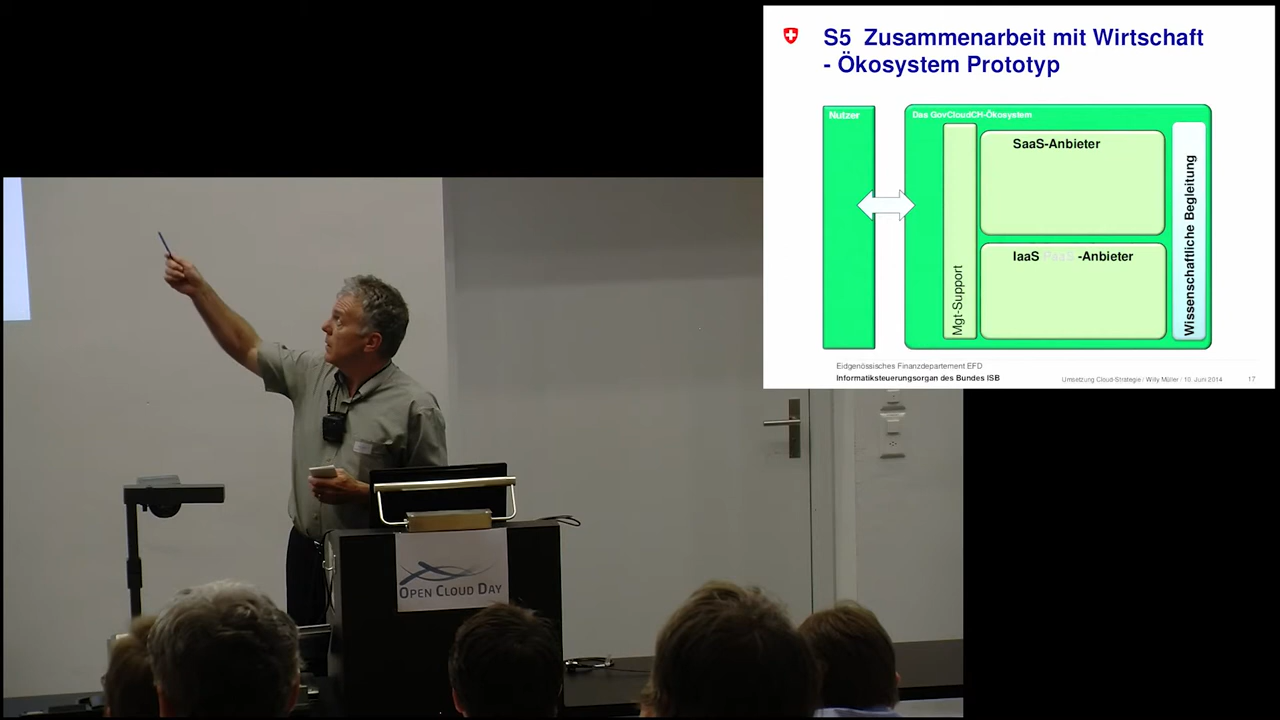 S5 Zusammenarbeit mit Wirtschaft
- Ökosystem Prototyp
Nutzer
Das GovCloudCH-Ökosystem
SaaS-Anbieter
IaaS PaaS -Anbieter
Mgt-Support
Wissenschaftliche Begleitung
Eidgenössisches Finanzdepartement EFD
Informatiksteuerungsorgan des Bundes ISB
Umsetzung Cloud-Strategie / Willy Müller / 10. Juni 2014
17
OPEN CLOUD DAY